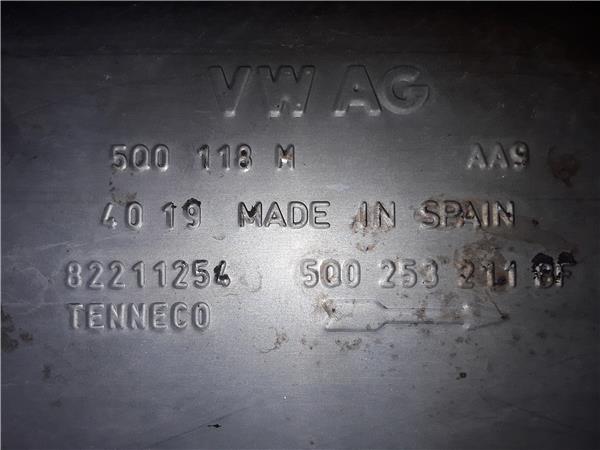 VW AG
5Q0 118 M AA9
40 19 MADE IN SPAIN
82211254 5Q0 253 211
TENNECO